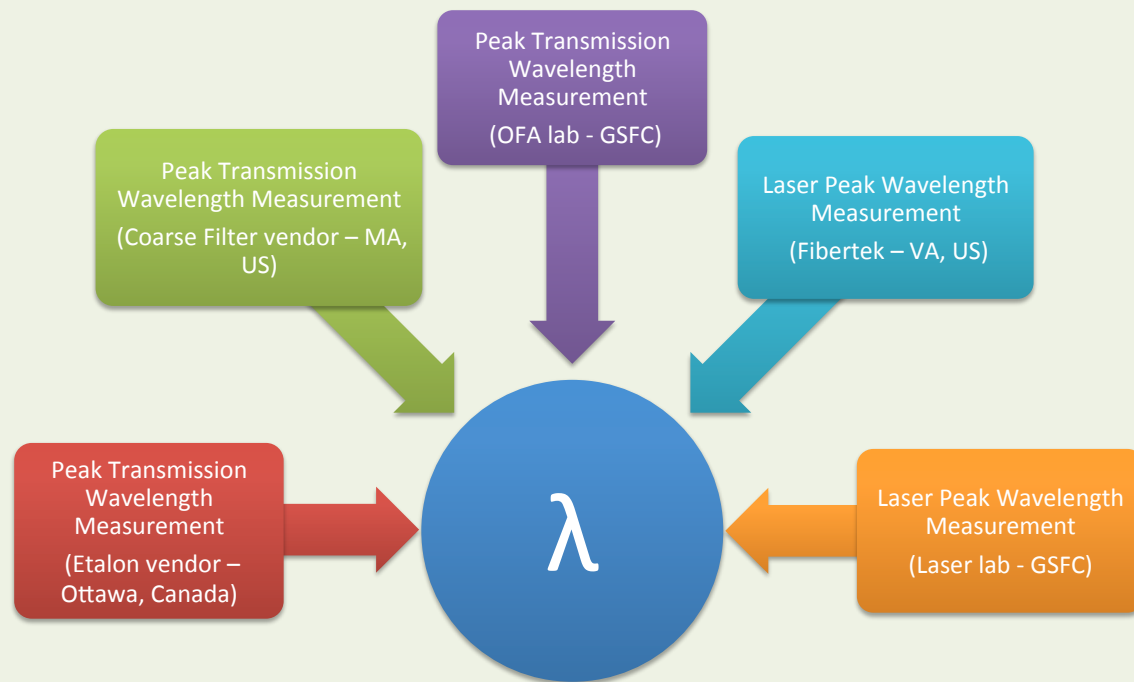 Peak Transmission
Wavelength
Measurement
(OFA lab - GSFC)
Peak Transmission
Wavelength Measurement
(Coarse Filter vendor – MA,
US)
Laser Peak Wavelength
Measurement
(Fibertek – VA, US)
Peak Transmission
Wavelength
Measurement
(Etalon vendor –
Ottawa, Canada)
λ
Laser Peak Wavelength
Measurement
(Laser lab - GSFC)